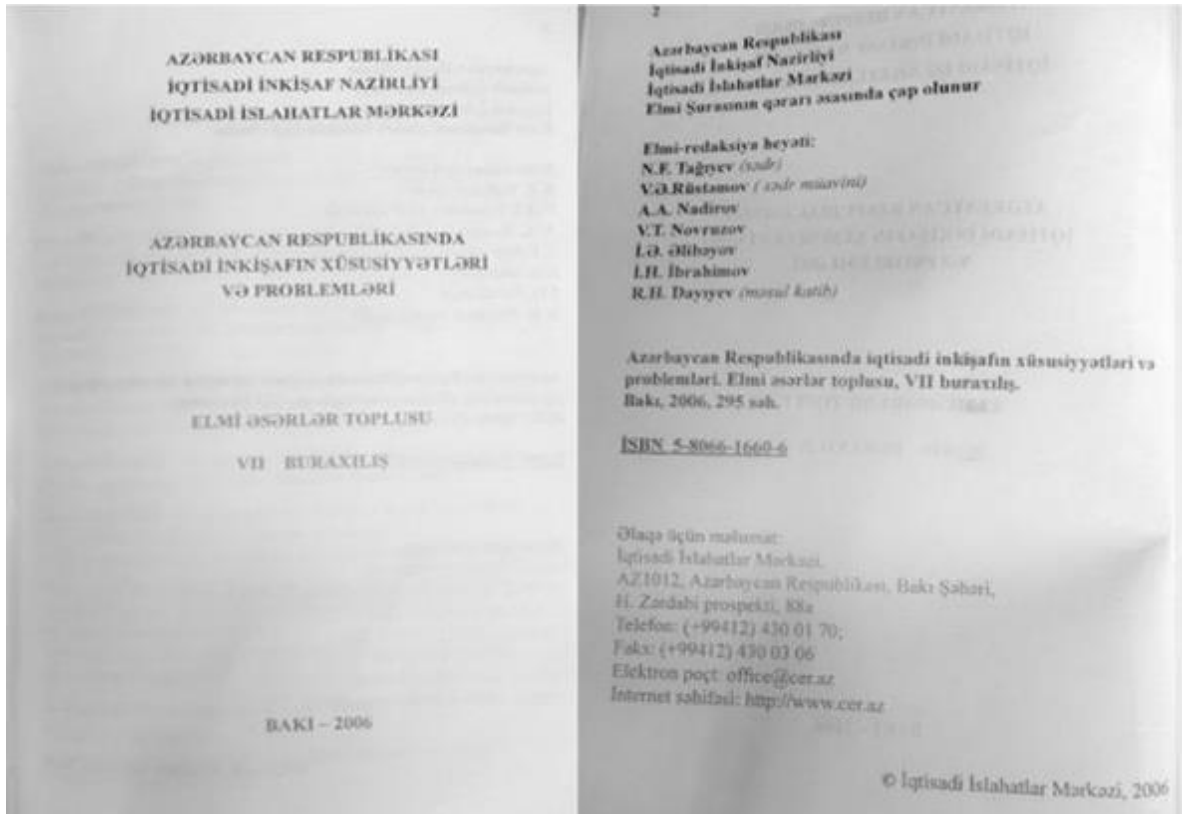 AZƏRBAYCAN RESPUBLİKASI
İQTİSADİ İNKİŞAF NAZİRLİYİ
İQTİSADİ İSLAHATLAR MƏRKƏZİ
AZƏRBAYCAN RESPUBLİKASINDA
İQTİSADİ İNKİŞAFIN XÜSUSİYYƏTLƏRİ
VƏ PROBLEMLƏRİ
ELMİ ƏSƏRLƏR TOPLUSU
VII BURAXILIŞ
BAKI – 2006
2
Azərbaycan Respublikası
İqtisadi İnkişaf Nazirliyi
İqtisadi İslahatlar Mərkəzi
Elmi Şurasının qərarı əsasında çap olunur
Elmi-redaksiya heyəti:
N.F. Tağıyev (sədr)
V.Ə.Rüstəmov ( sədr müavini)
A.A. Nadirov
V.T. Novruzov
İ.Ə. Əlibəyov
İ.H. İbrahimov
R.H. Dayıyev (məsul katib)
Azərbaycan Respublikasında iqtisadi inkişafın xüsusiyyətləri və
problemləri. Elmi əsərlər toplusu, VII buraxılış.
Bakı, 2006, 295 səh.
İSBN 5-8066-1660-6
Əlaqə üçün məlumat:
İqtisadi İslahatlar Mərkəzi.
AZ1012, Azərbaycan Respublikası, Bakı Şəhəri,
H. Zərdabi prospekti, 88a
Telefon: (+99412) 430 01 70;
Faks: (+99412) 430 03 06
Elektron poçt: office@cer.az
İnternet səhifəsi: http://www.cer.az
© İqtisadi İslahatlar Mərkəzi, 2006